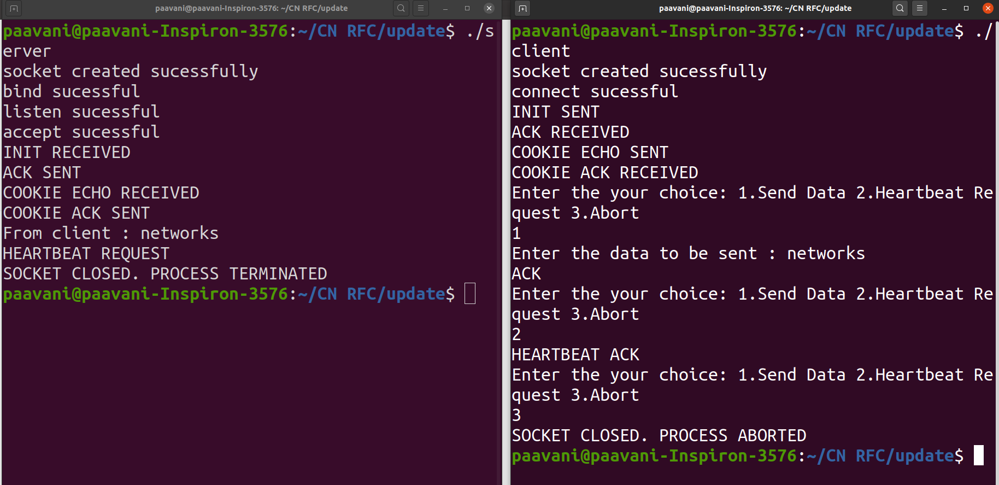 paavani@paavani-Inspiron-3576: ~/CN RFC/update
paavani@paavani-Inspiron-3576:~/CN RFC/update$ ./s
erver
socket created sucessfully
bind sucessful
listen sucessful
accept sucessful
INIT RECEIVED
ACK SENT
COOKIE ECHO RECEIVED
COOKIE ACK SENT
From client : networks
HEARTBEAT REQUEST
SOCKET CLOSED. PROCESS TERMINATED
paavani@paavani-Inspiron-3576:~/CN RFC/update$
paavani@paavani-Inspiron-3576: ~/CN RFC/update
paavani@paavani-Inspiron-3576:~/CN RFC/update$ ./
client
socket created sucessfully
connect sucessful
INIT SENT
ACK RECEIVED
COOKIE ECHO SENT
COOKIE ACK RECEIVED
Enter the your choice: 1.Send Data 2.Heartbeat Re
quest 3.Abort
1
Enter the data to be sent : networks
ACK
Enter the your choice: 1.Send Data 2.Heartbeat Re
quest 3.Abort
2
HEARTBEAT ACK
Enter the your choice: 1.Send Data 2.Heartbeat Re
quest 3.Abort
3
SOCKET CLOSED. PROCESS ABORTED
paavani@paavani-Inspiron-3576:~/CN RFC/update$